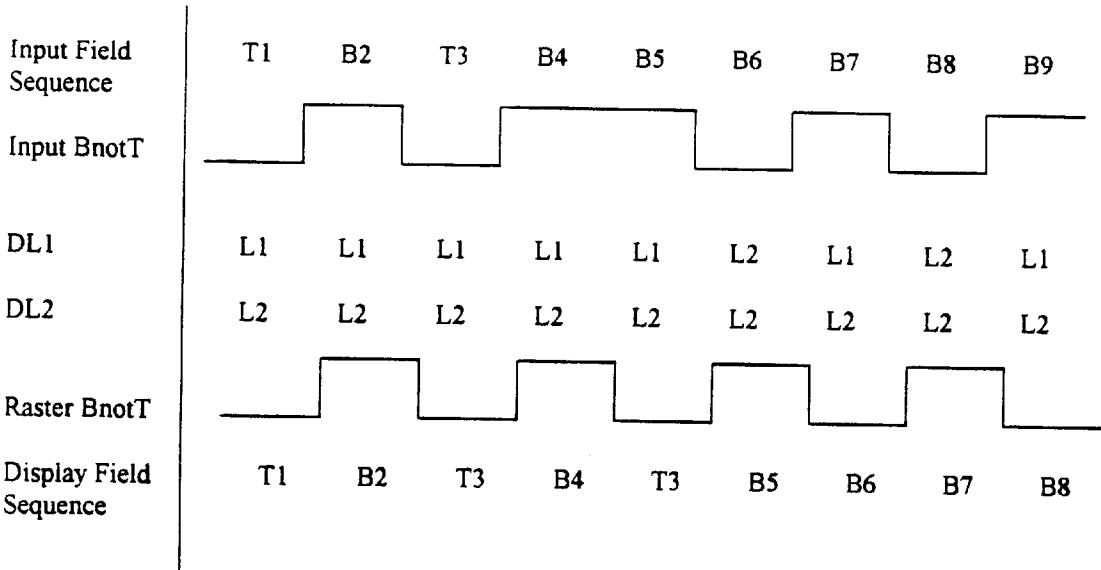 Input Field Sequence T1 B2 T3 B4 B5 B6 B7 B8 B9
Input BnotT
DL1 L1 L1 L1 L1 L1 L2 L1 L2 L1
DL2 L2 L2 L2 L2 L2 L2 L2 L2 L2
Raster BnotT
Display Field Sequence T1 B2 T3 B4 T3 B5 B6 B7 B8